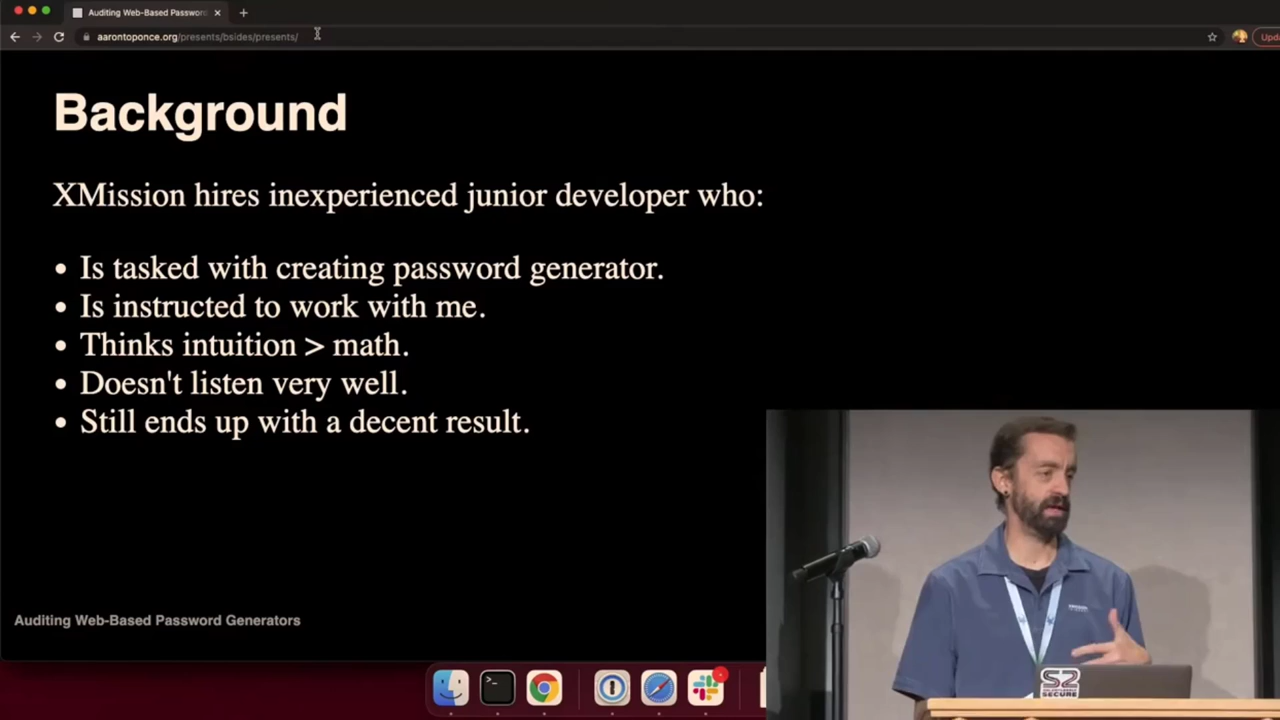 Auditing Web-Based Password
aarontoponce.org/presents/bsides/presents/
Upda
Background
XMission hires inexperienced junior developer who:
• Is tasked with creating password generator.
• Is instructed to work with me.
• Thinks intuition > math.
• Doesn't listen very well.
• Still ends up with a decent result.
Auditing Web-Based Password Generators
S2
SECURE